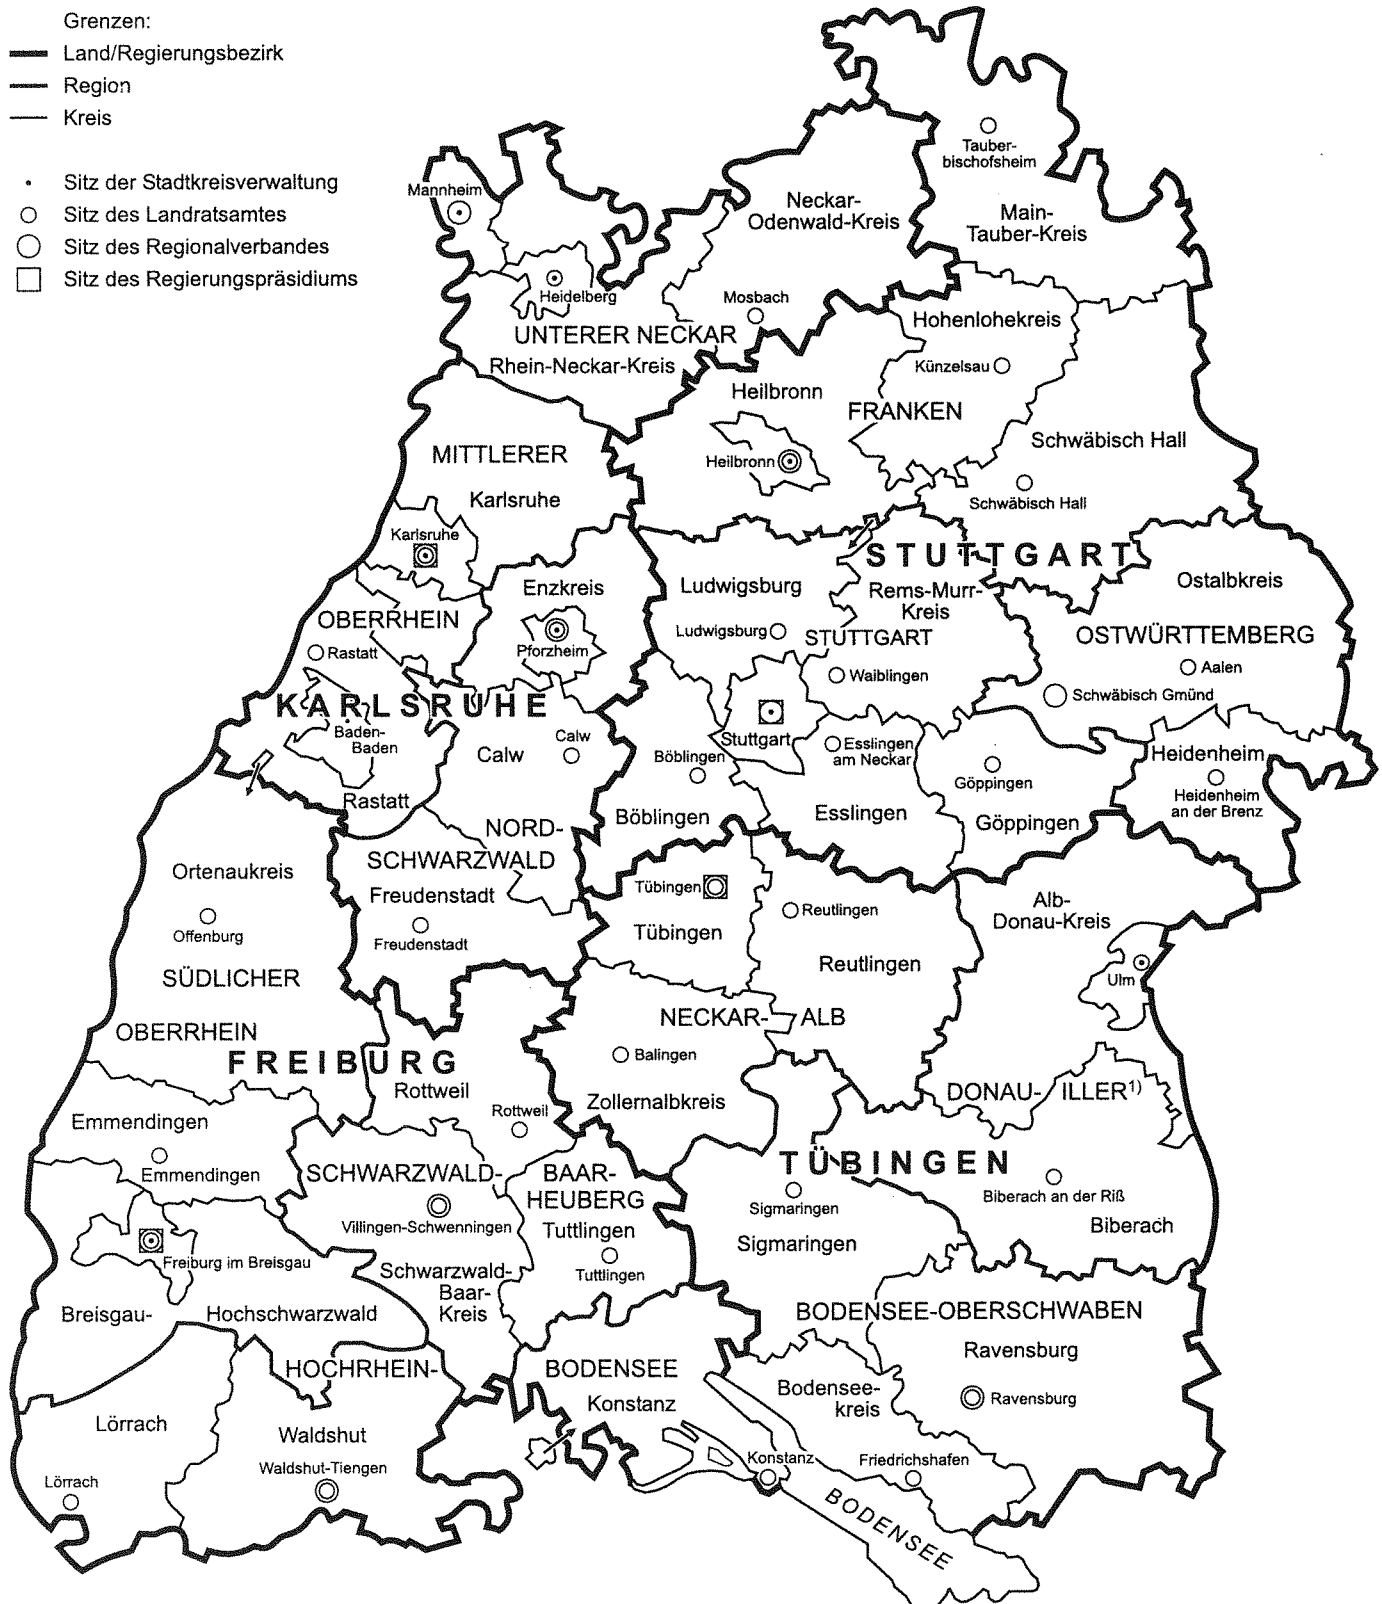 Grenzen:
Land/Regierungsbezirk
Region
Kreis
Sitz der Stadtkreisverwaltung
Sitz des Landratsamtes
Sitz des Regionalverbandes
Sitz des Regierungspräsidiums
Tauber-
bischofsheim
Main-
Tauber-Kreis
Neckar-
Odenwald-Kreis
Mosbach
Mannheim
Heidelberg
UNTERER NECKAR
Rhein-Neckar-Kreis
Hohenlohekreis
Künzelsau
Heilbronn
FRANKEN
Heilbronn
Schwäbisch Hall
Schwäbisch Hall
MITTLERER
Karlsruhe
Karlsruhe
OBERRHEIN
Rastatt
Enzkreis
Pforzheim
STUTTGART
Ludwigsburg
Ludwigsburg
Rems-Murr-
Kreis
STUTTGART
Waiblingen
Ostalbkreis
OSTWÜRTTEMBERG
Aalen
Schwäbisch Gmünd
KARLSRUHE
Baden-
Baden
Rastatt
Calw
Calw
Stuttgart
Böblingen
Böblingen
Esslingen
am Neckar
Esslingen
Göppingen
Göppingen
Heidenheim
Heidenheim
an der Brenz
NORD-
SCHWARZWALD
Freudenstadt
Freudenstadt
Ortenaukreis
Offenburg
SÜDLICHER
OBERRHEIN
Tübingen
Tübingen
Reutlingen
Reutlingen
Alb-
Donau-Kreis
Ulm
NECKAR- ALB
Balingen
Zollernalbkreis
FREIBURG
Rottweil
Rottweil
DONAU- ILLER¹⁾
Emmendingen
Emmendingen
SCHWARZWALD-
Villingen-Schwenningen
BAAR-
HEUBERG
Tuttlingen
Tuttlingen
TÜBINGEN
Sigmaringen
Sigmaringen
Biberach an der Riß
Biberach
Freiburg im Breisgau
Breisgau- Hochschwarzwald
Schwarzwald-
Baar-
Kreis
BODENSEE-OBERSCHWABEN
Ravensburg
Ravensburg
HOCHRHEIN-
BODENSEE
Konstanz
Bodensee-
kreis
Lörrach
Lörrach
Waldshut
Waldshut-Tiengen
Konstanz
Friedrichshafen
BODENSEE